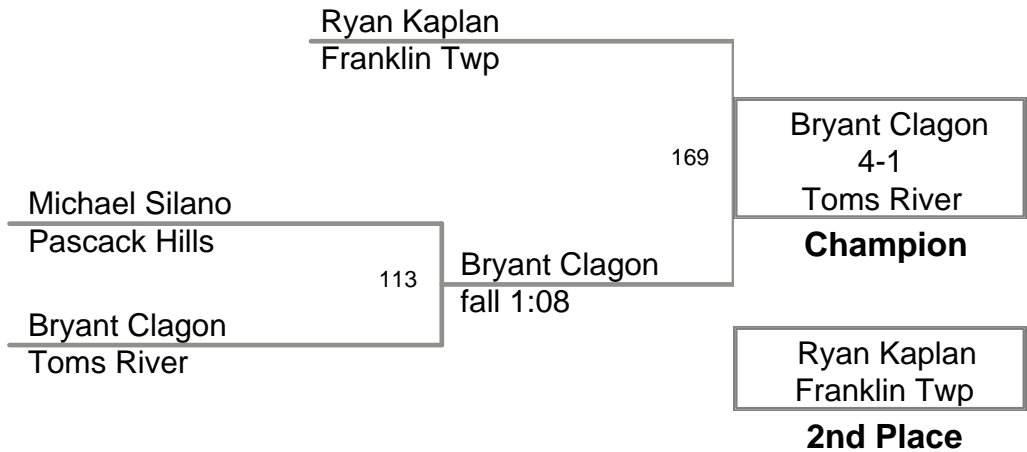 Ryan Kaplan
Franklin Twp
169
Bryant Clagon
4-1
Toms River
Champion
Michael Silano
Pascack Hills
113
Bryant Clagon
fall 1:08
Bryant Clagon
Toms River
Ryan Kaplan
Franklin Twp
2nd Place